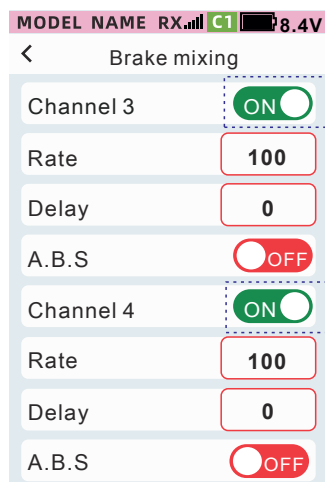 MODEL NAME RX C1 8.4V
Brake mixing
Channel 3 ON
Rate 100
Delay 0
A.B.S OFF
Channel 4 ON
Rate 100
Delay 0
A.B.S OFF